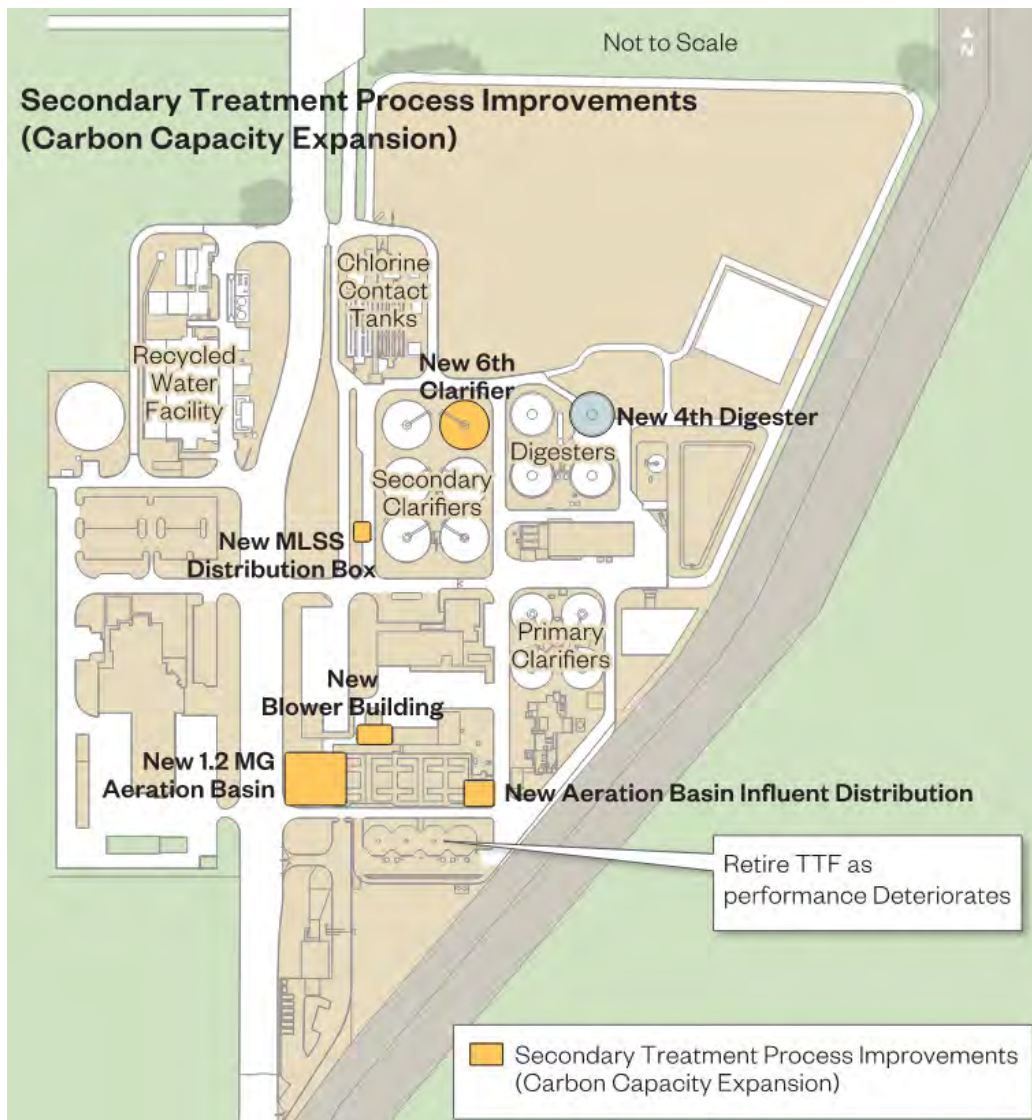 Not to Scale
N
Secondary Treatment Process Improvements
(Carbon Capacity Expansion)
Chlorine
Contact
Tanks
Recycled
Water
Facility
New 6th
Clarifier
New 4th Digester
Digesters
Secondary
Clarifiers
New MLSS
Distribution Box
Primary
Clarifiers
New
Blower Building
New 1.2 MG
Aeration Basin
New Aeration Basin Influent Distribution
Retire TTF as
performance Deteriorates
Secondary Treatment Process Improvements
(Carbon Capacity Expansion)